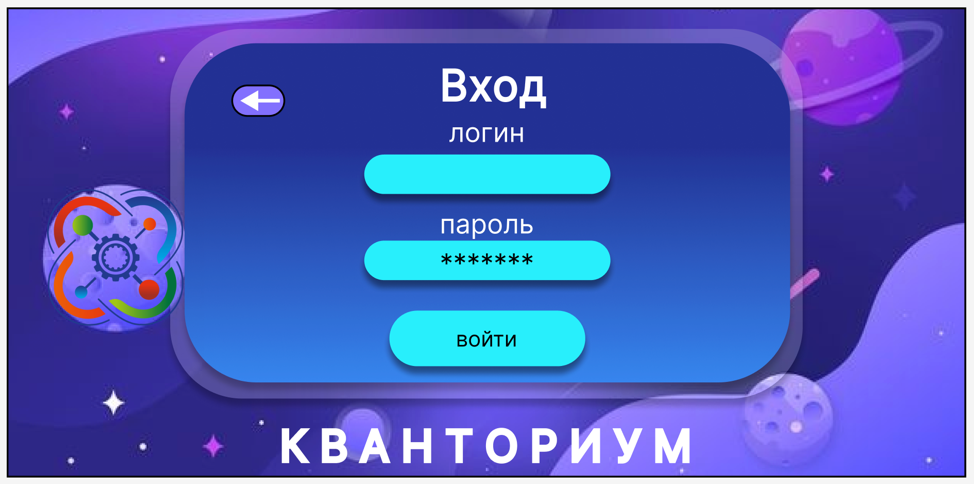 Вход
логин
пароль
*******
войти
КВАНТОРИУМ